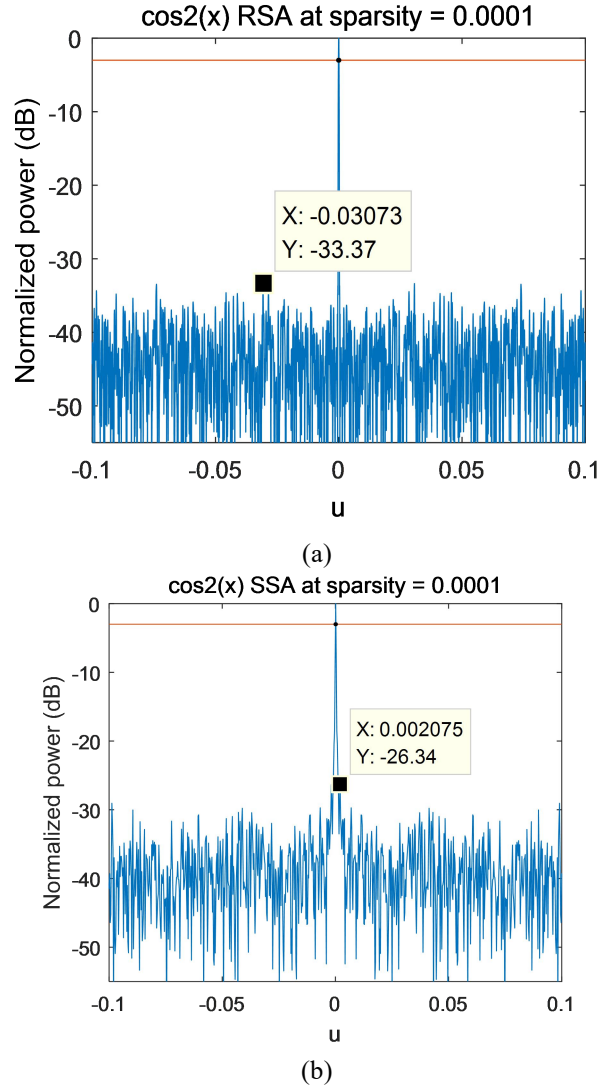 cos2(x) RSA at sparsity = 0.0001
0
-10
-20
-30
-40
-50
Normalized power (dB)
X: -0.03073
Y: -33.37
-0.1
-0.05
0
0.05
0.1
u
(a)
cos2(x) SSA at sparsity = 0.0001
0
-10
-20
-30
-40
-50
Normalized power (dB)
X: 0.002075
Y: -26.34
-0.1
-0.05
0
0.05
0.1
u
(b)